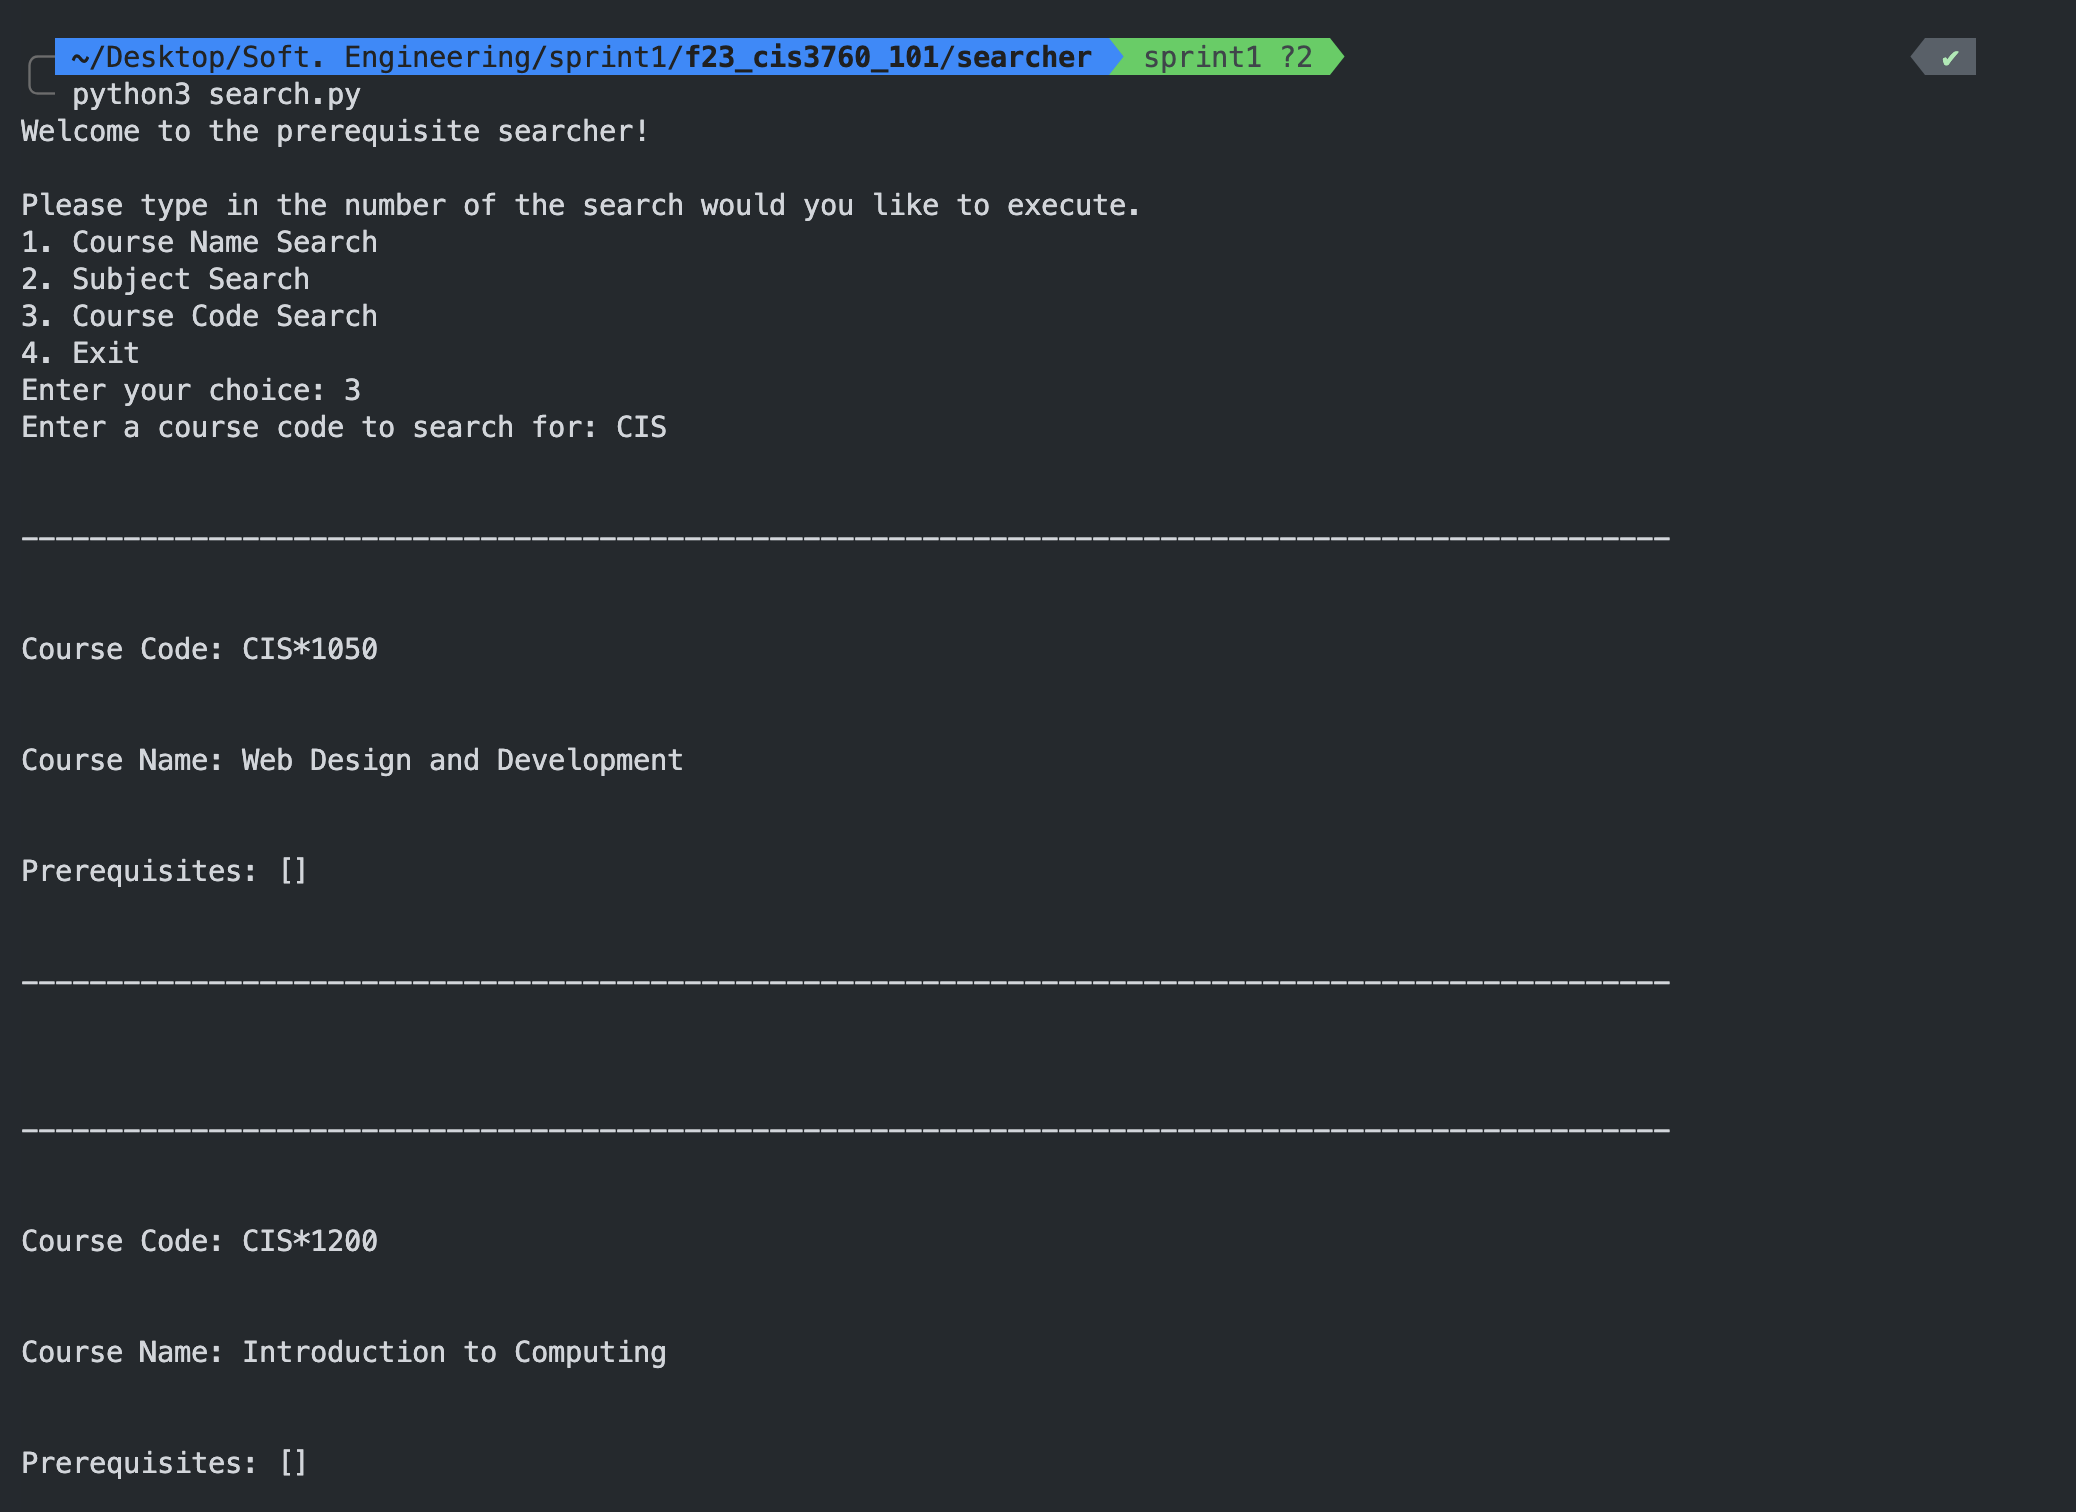 ~/Desktop/Soft. Engineering/sprint1/f23_cis3760_101/searcher sprint1 ?2 ✔
python3 search.py
Welcome to the prerequisite searcher!
Please type in the number of the search would you like to execute.
1. Course Name Search
2. Subject Search
3. Course Code Search
4. Exit
Enter your choice: 3
Enter a course code to search for: CIS
_________________________________________________________________________________________________
Course Code: CIS*1050
Course Name: Web Design and Development
Prerequisites: []
_________________________________________________________________________________________________
_________________________________________________________________________________________________
Course Code: CIS*1200
Course Name: Introduction to Computing
Prerequisites: []